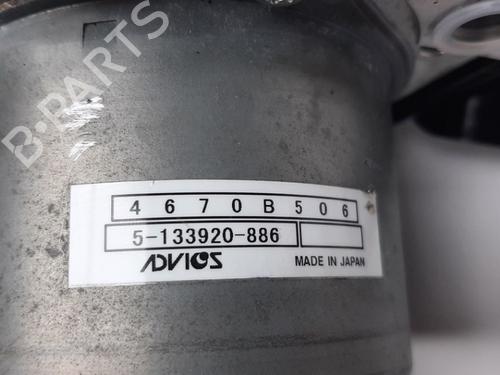 B-PARTS
4670B506
5-133920-886
ADVICS MADE IN JAPAN